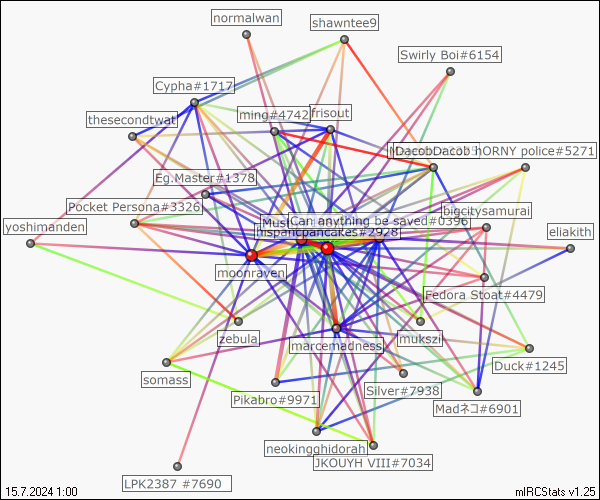 normalwan
shawntee9
Swirly Boi#6154
Cypha#1717
ming#4742
frisout
thesecondtwat
hORNY police#5271
Eg.Master#1378
Pocket Persona#3326
bigcitysamurai
Can anything be saved#0396
yoshimanden
hispanicpancakes#2928
eliakith
moonraven
Fedora Stoat#4479
zebula
marcemadness
mukszi
somass
Duck#1245
Pikabro#9971
Silver#7938
Madネコ#6901
neokingghidorah
JKOUYH VIII#7034
LPK2387 #7690
15.7.2024 1:00
mIRCStats v1.25